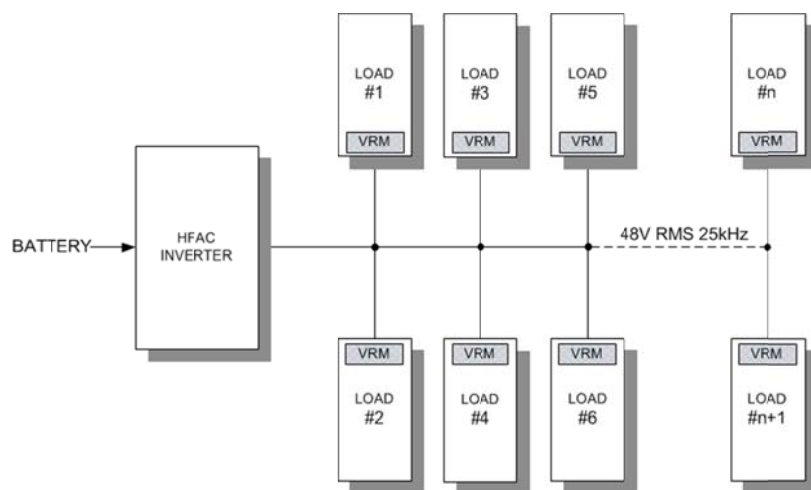 LOAD
#1
VRM
LOAD
#3
VRM
LOAD
#5
VRM
LOAD
#n
VRM
BATTERY
HFAC
INVERTER
48V RMS 25kHz
VRM
LOAD
#2
VRM
LOAD
#4
VRM
LOAD
#6
VRM
LOAD
#n+1